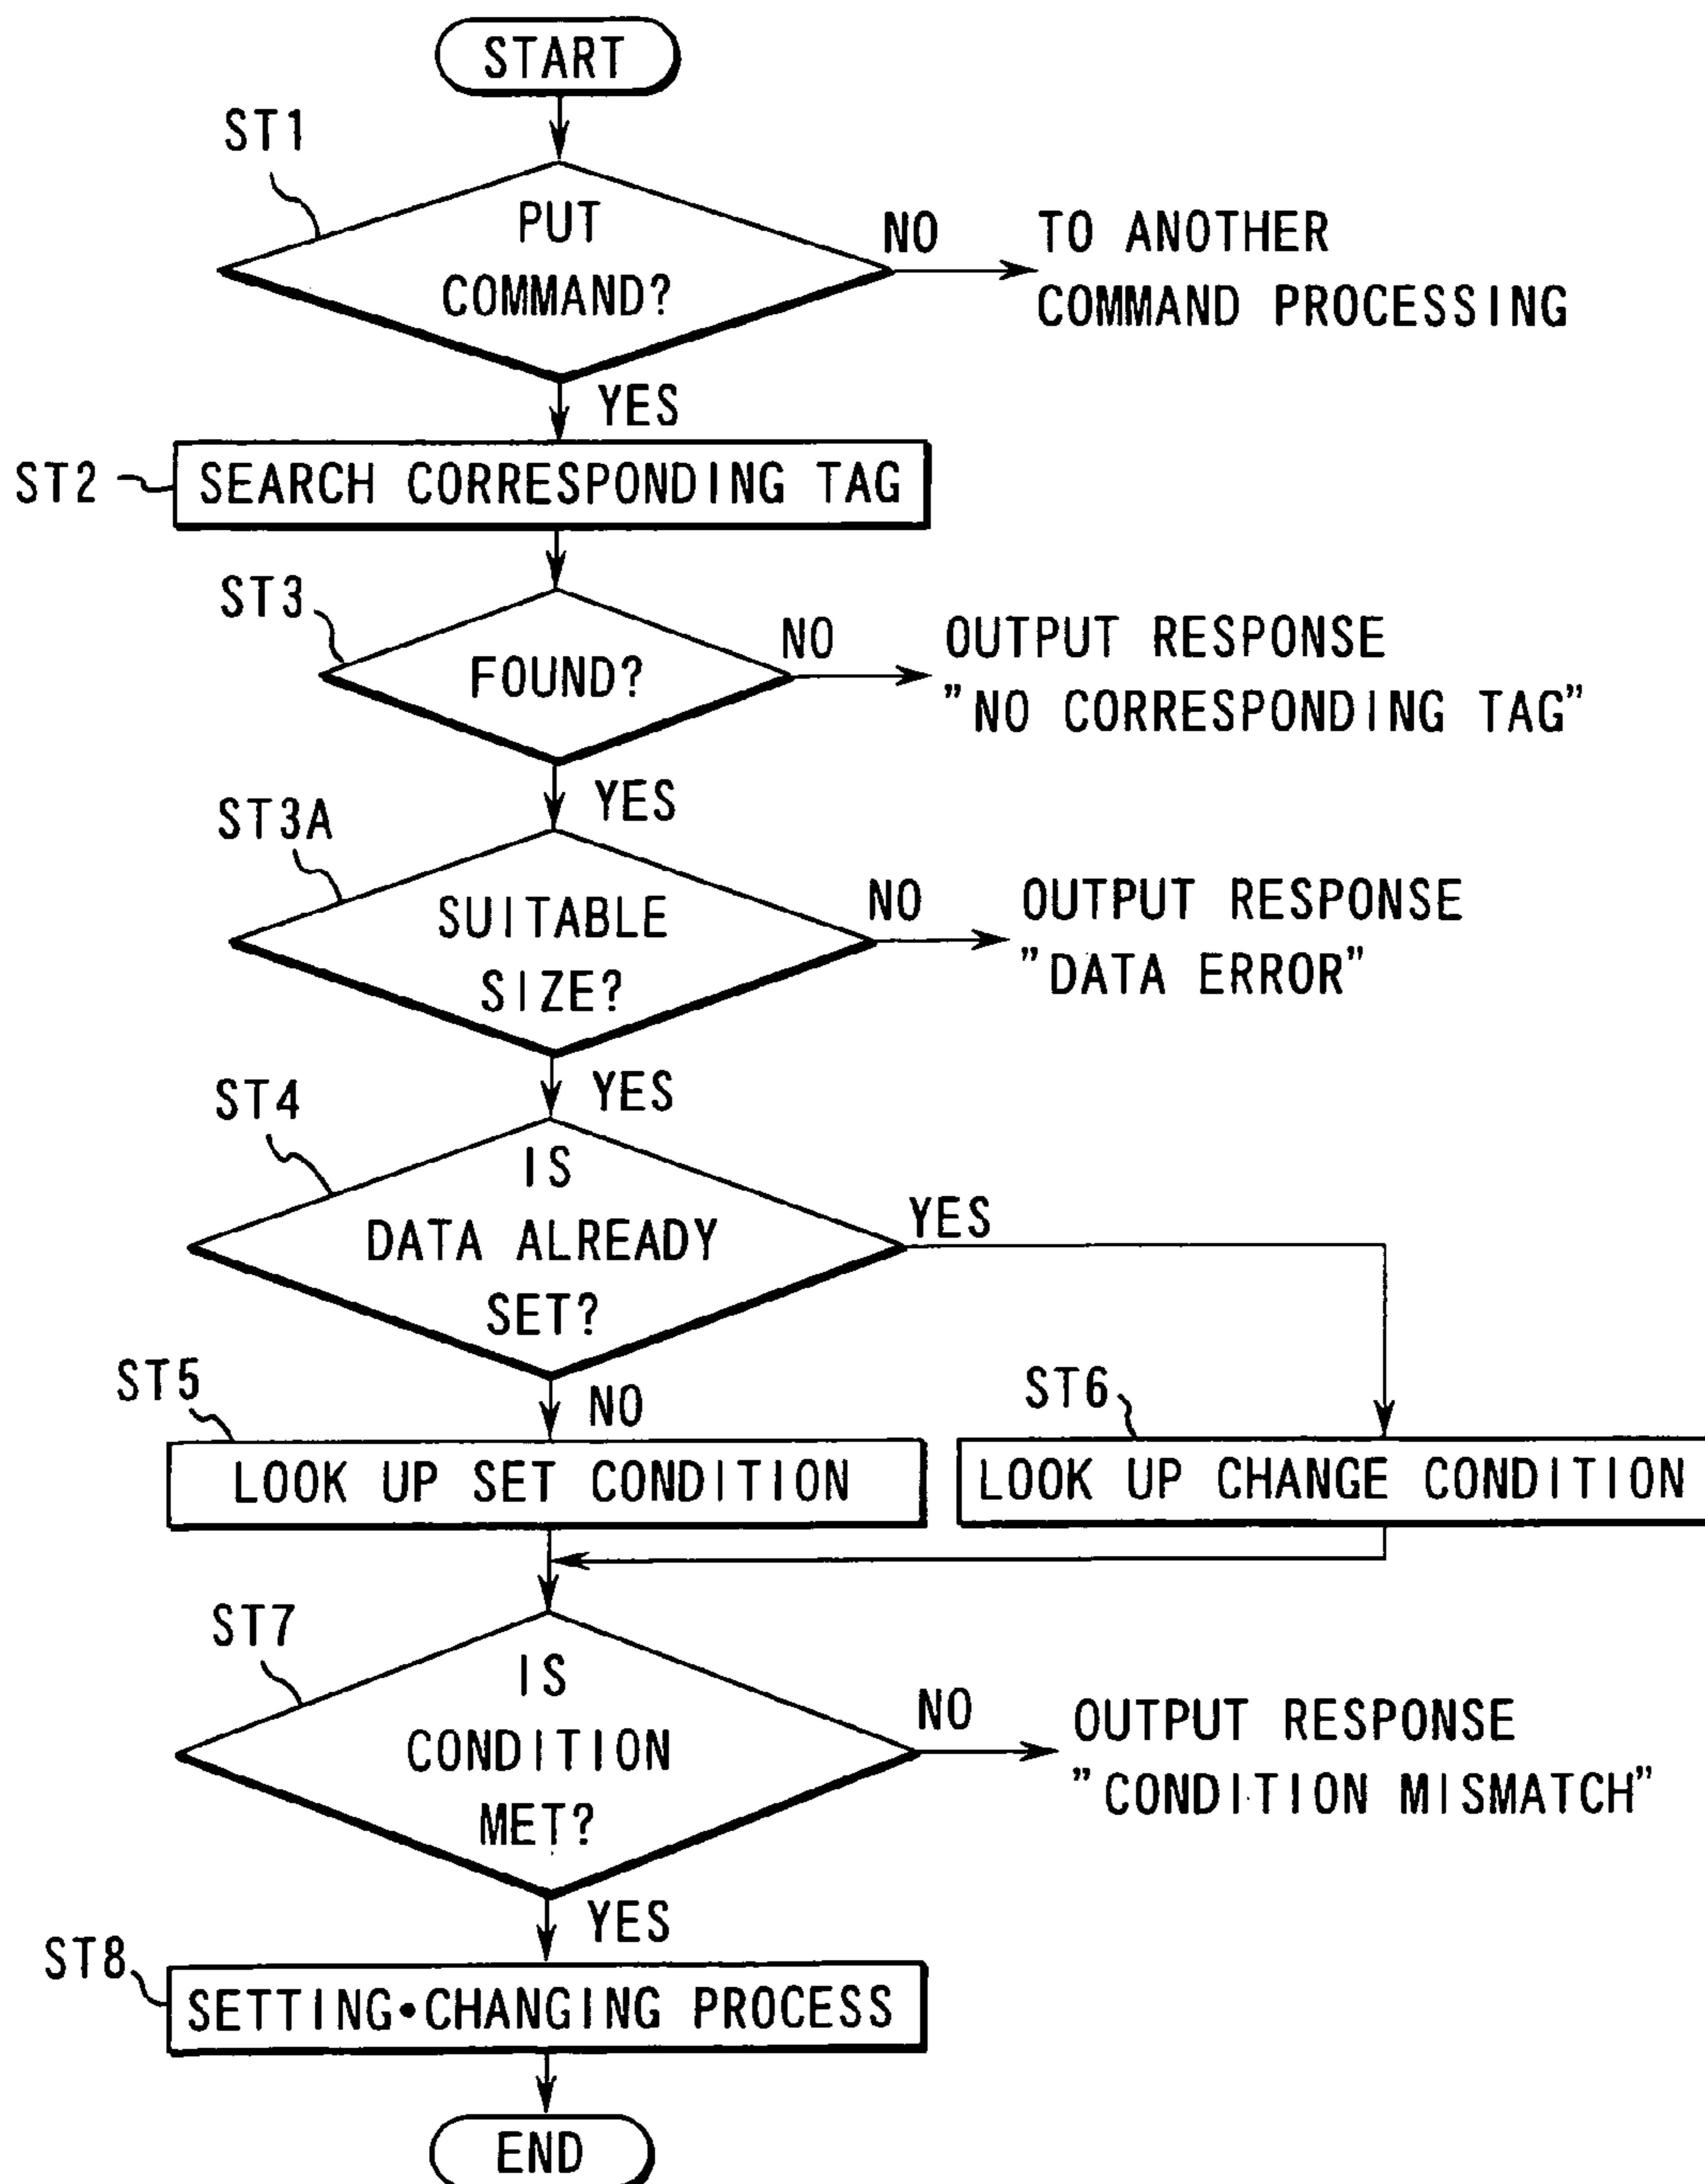 START
ST1
PUT
COMMAND?
NO
TO ANOTHER
COMMAND PROCESSING
YES
ST2
SEARCH CORRESPONDING TAG
ST3
FOUND?
NO
OUTPUT RESPONSE
"NO CORRESPONDING TAG"
YES
ST3A
SUITABLE
SIZE?
NO
OUTPUT RESPONSE
"DATA ERROR"
YES
ST4
IS
DATA ALREADY
SET?
YES
ST5
NO
ST6
LOOK UP SET CONDITION
LOOK UP CHANGE CONDITION
ST7
IS
CONDITION
MET?
NO
OUTPUT RESPONSE
"CONDITION MISMATCH"
YES
ST8
SETTING•CHANGING PROCESS
END